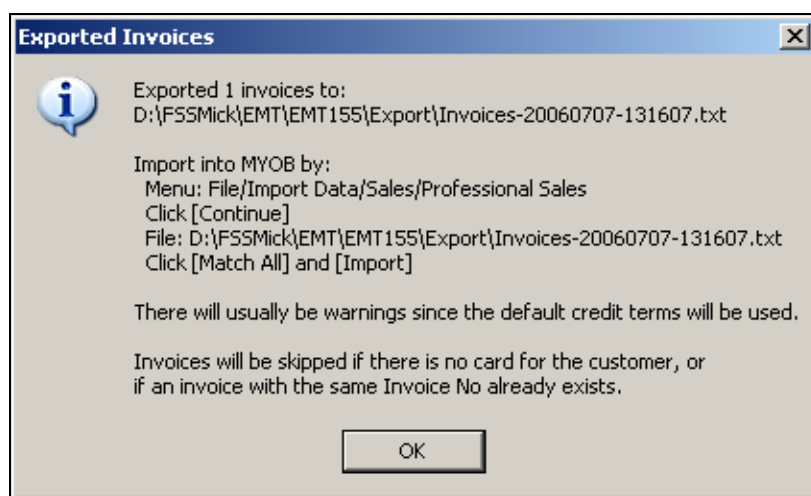 Exported Invoices
Exported 1 invoices to:
D:\FSSMick\EMT\EMT155\Export\Invoices-20060707-131607.txt
Import into MYOB by:
Menu: File/Import Data/Sales/Professional Sales
Click [Continue]
File: D:\FSSMick\EMT\EMT155\Export\Invoices-20060707-131607.txt
Click [Match All] and [Import]
There will usually be warnings since the default credit terms will be used.
Invoices will be skipped if there is no card for the customer, or
if an invoice with the same Invoice No already exists.
OK